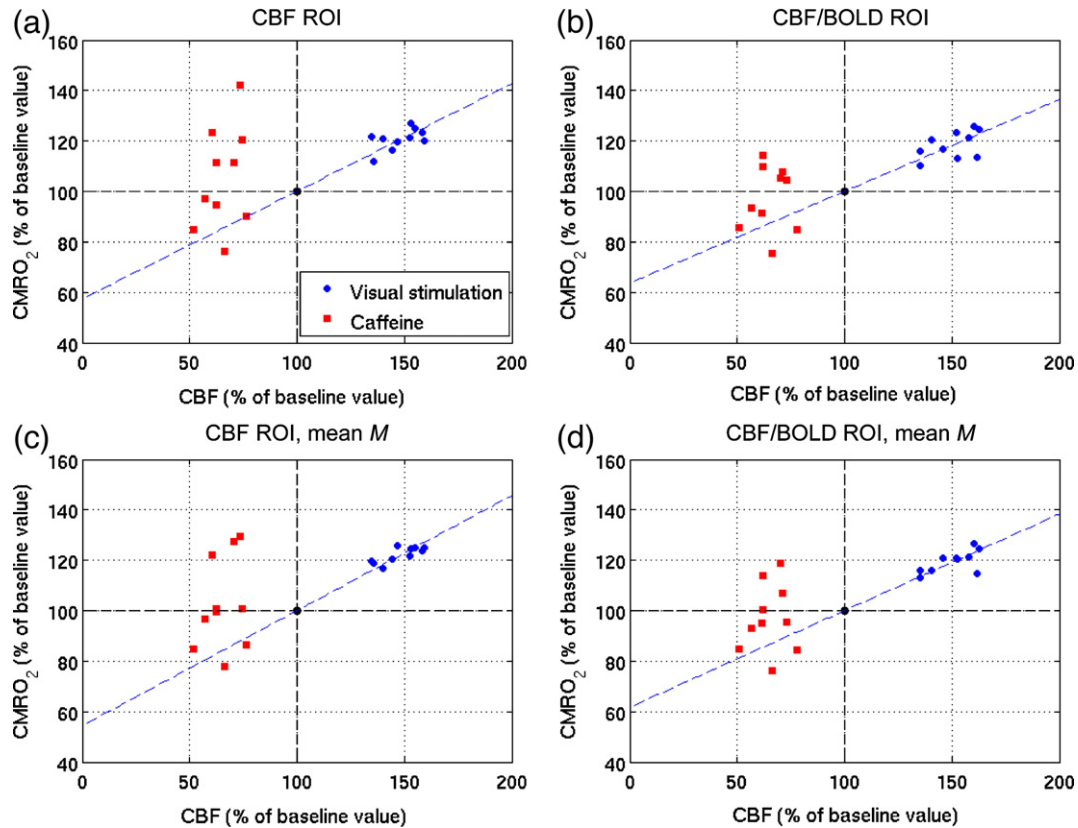 (a)
CBF ROI
160
140
120
100
80
60
40
CMRO2 (% of baseline value)
Visual stimulation
Caffeine
0 50 100 150 200
CBF (% of baseline value)
(b)
CBF/BOLD ROI
160
140
120
100
80
60
40
CMRO2 (% of baseline value)
0 50 100 150 200
CBF (% of baseline value)
(c)
CBF ROI, mean M
160
140
120
100
80
60
40
CMRO2 (% of baseline value)
0 50 100 150 200
CBF (% of baseline value)
(d)
CBF/BOLD ROI, mean M
160
140
120
100
80
60
40
CMRO2 (% of baseline value)
0 50 100 150 200
CBF (% of baseline value)